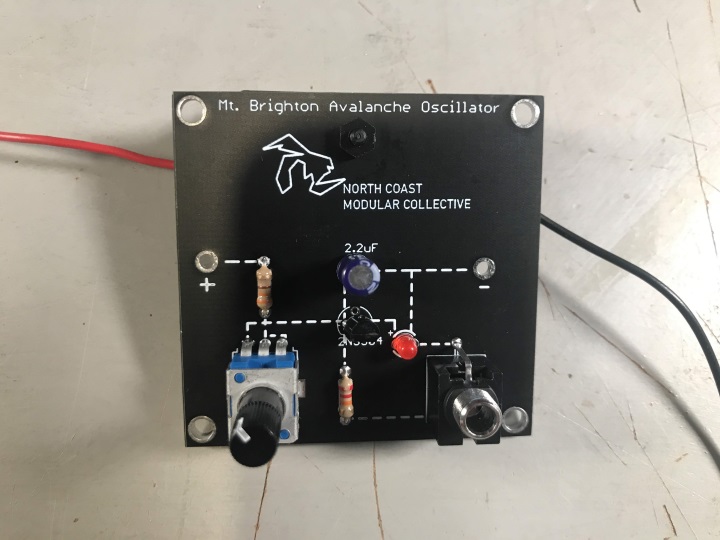 Mt. Brighton Avalanche Oscillator
NORTH COAST
MODULAR COLLECTIVE
2.2uF
+
-
+